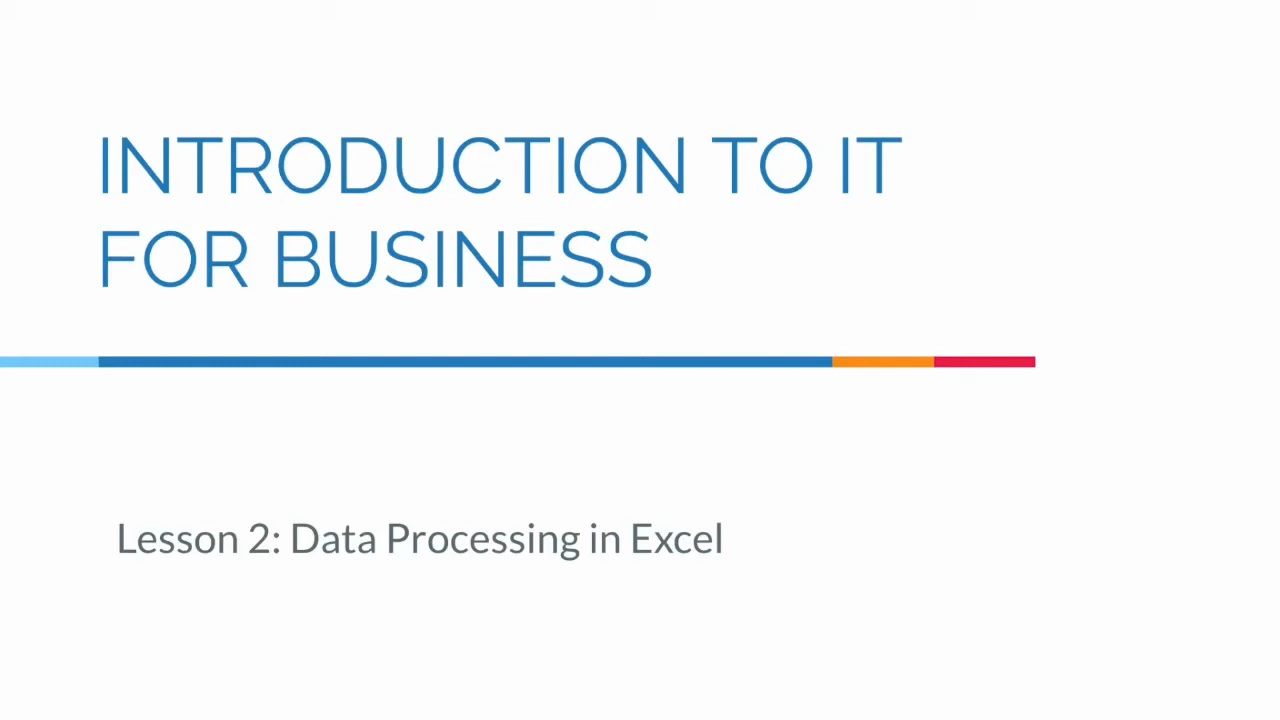 INTRODUCTION TO IT
FOR BUSINESS
Lesson 2: Data Processing in Excel